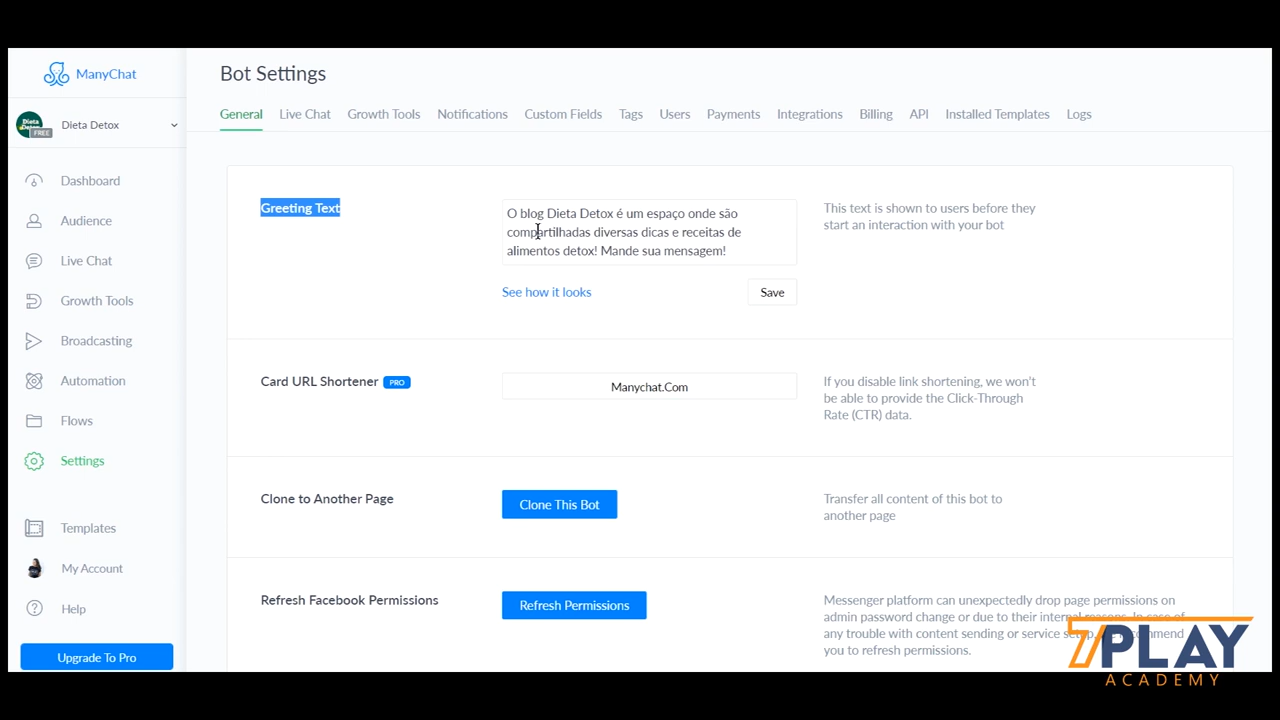 ManyChat
Dieta Detox
FREE
Dieta Detox
Dashboard
Audience
Live Chat
Growth Tools
Broadcasting
Automation
Flows
Settings
Templates
My Account
Help
Upgrade To Pro
Bot Settings
General
Live Chat
Growth Tools
Notifications
Custom Fields
Tags
Users
Payments
Integrations
Billing
API
Installed Templates
Logs
Greeting Text
O blog Dieta Detox é um espaço onde são
compartilhadas diversas dicas e receitas de
alimentos detox! Mande sua mensagem!
See how it looks
Save
This text is shown to users before they
start an interaction with your bot
Card URL Shortener PRO
Manychat.Com
If you disable link shortening, we won't
be able to provide the Click-Through
Rate (CTR) data.
Clone to Another Page
Clone This Bot
Transfer all content of this bot to
another page
Refresh Facebook Permissions
Refresh Permissions
Messenger platform can unexpectedly drop page permissions on
admin password change or due to their internal reasons. In case of
any trouble with content sending or service setup, we recommend
you to refresh permissions.
7PLAY
ACADEMY